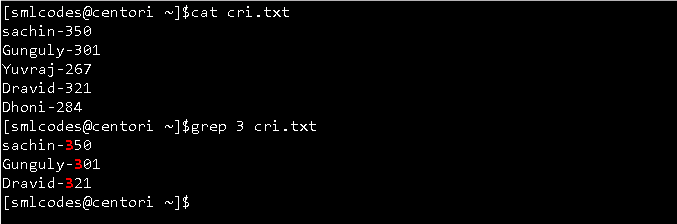 [smlcodes@centori ~]$cat cri.txt
sachin-350
Gunguly-301
Yuvraj-267
Dravid-321
Dhoni-284
[smlcodes@centori ~]$grep 3 cri.txt
sachin-350
Gunguly-301
Dravid-321
[smlcodes@centori ~]$